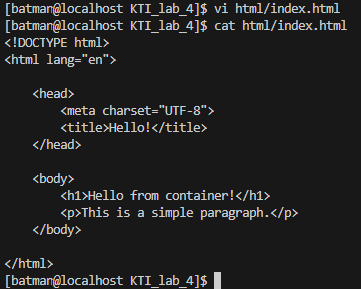 [batman@localhost KTI_lab_4]$ vi html/index.html
[batman@localhost KTI_lab_4]$ cat html/index.html
<!DOCTYPE html>
<html lang="en">
    <head>
        <meta charset="UTF-8">
        <title>Hello!</title>
    </head>
    <body>
        <h1>Hello from container!</h1>
        <p>This is a simple paragraph.</p>
    </body>
</html>
[batman@localhost KTI_lab_4]$